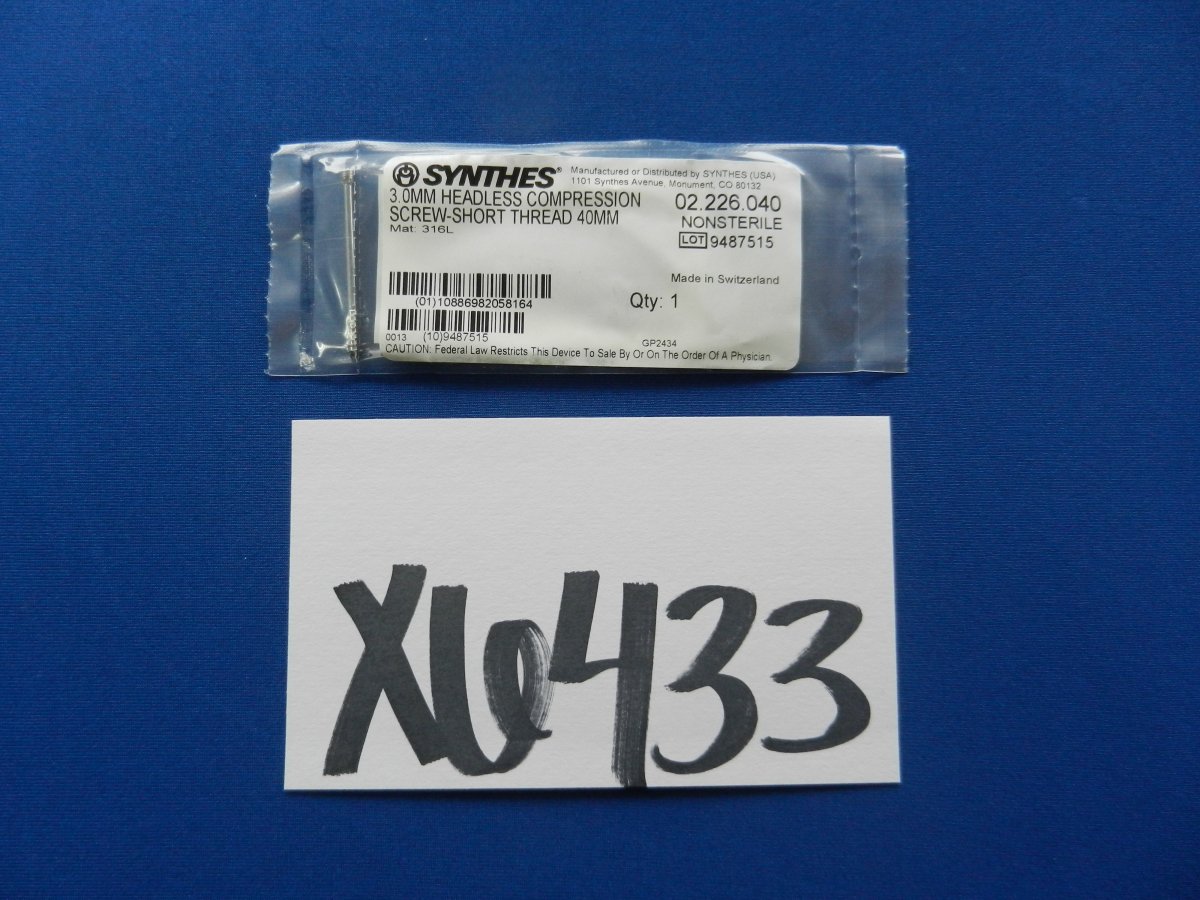 SYNTHES®
Manufactured or Distributed by SYNTHES (USA)
1101 Synthes Avenue, Monument, CO 80132
3.0MM HEADLESS COMPRESSION
SCREW-SHORT THREAD 40MM
Mat: 316L
02.226.040
NONSTERILE
LOT 9487515
Made in Switzerland
(01)10886982058164
Qty: 1
0013 (10)9487515
GP2434
CAUTION: Federal Law Restricts This Device To Sale By Or On The Order Of A Physician.
X6433